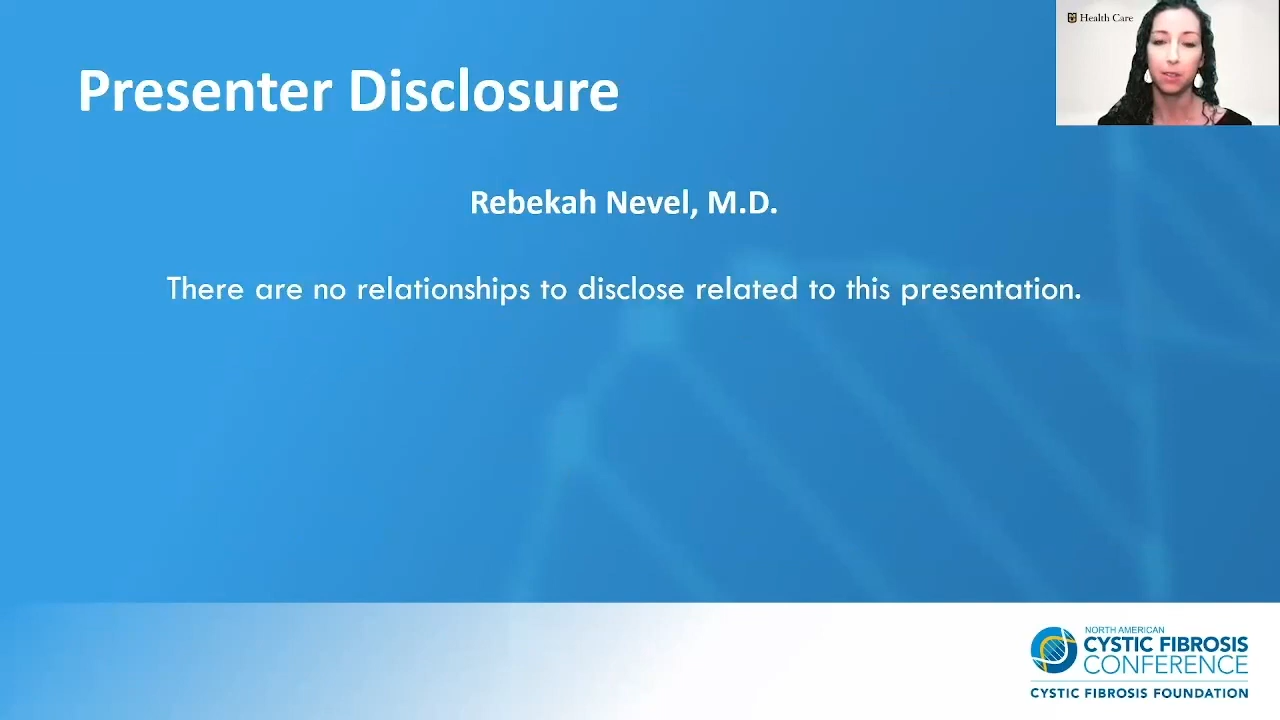 Health Care
Presenter Disclosure
Rebekah Nevel, M.D.
There are no relationships to disclose related to this presentation.
NORTH AMERICAN
CYSTIC FIBROSIS
CONFERENCE
CYSTIC FIBROSIS FOUNDATION